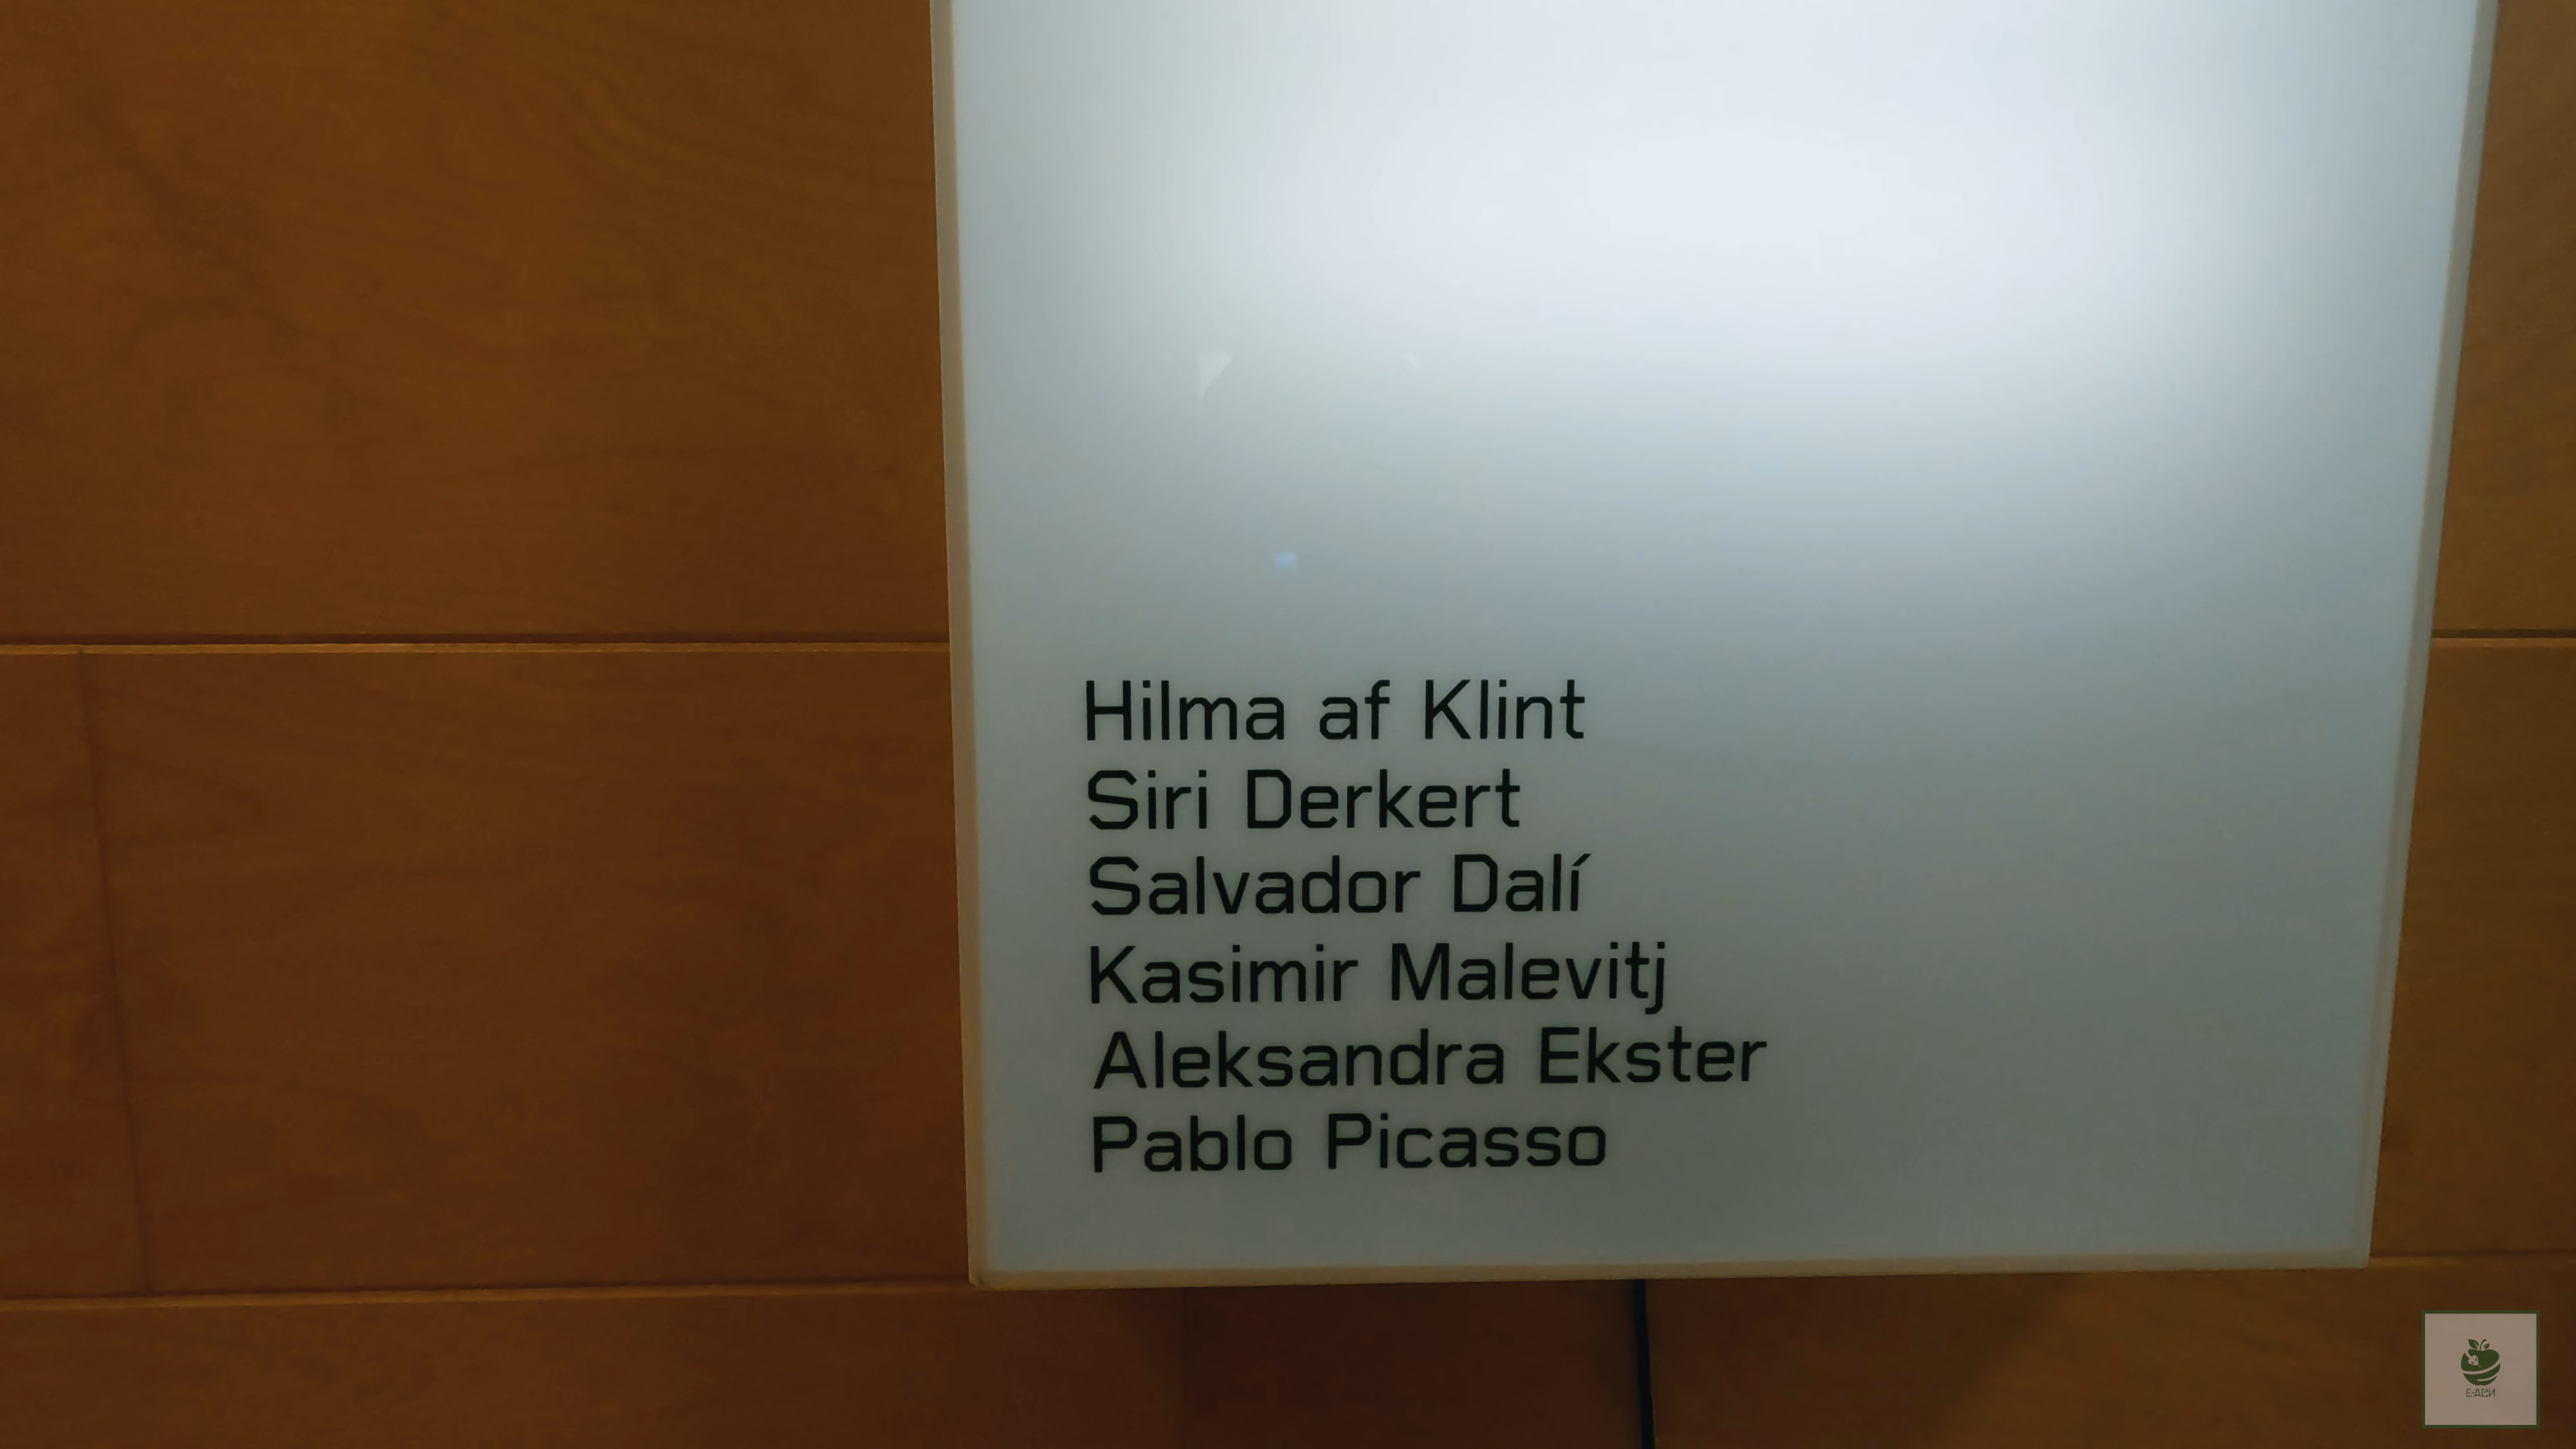 Hilma af Klint
Siri Derkert
Salvador Dalí
Kasimir Malevitj
Aleksandra Ekster
Pablo Picasso